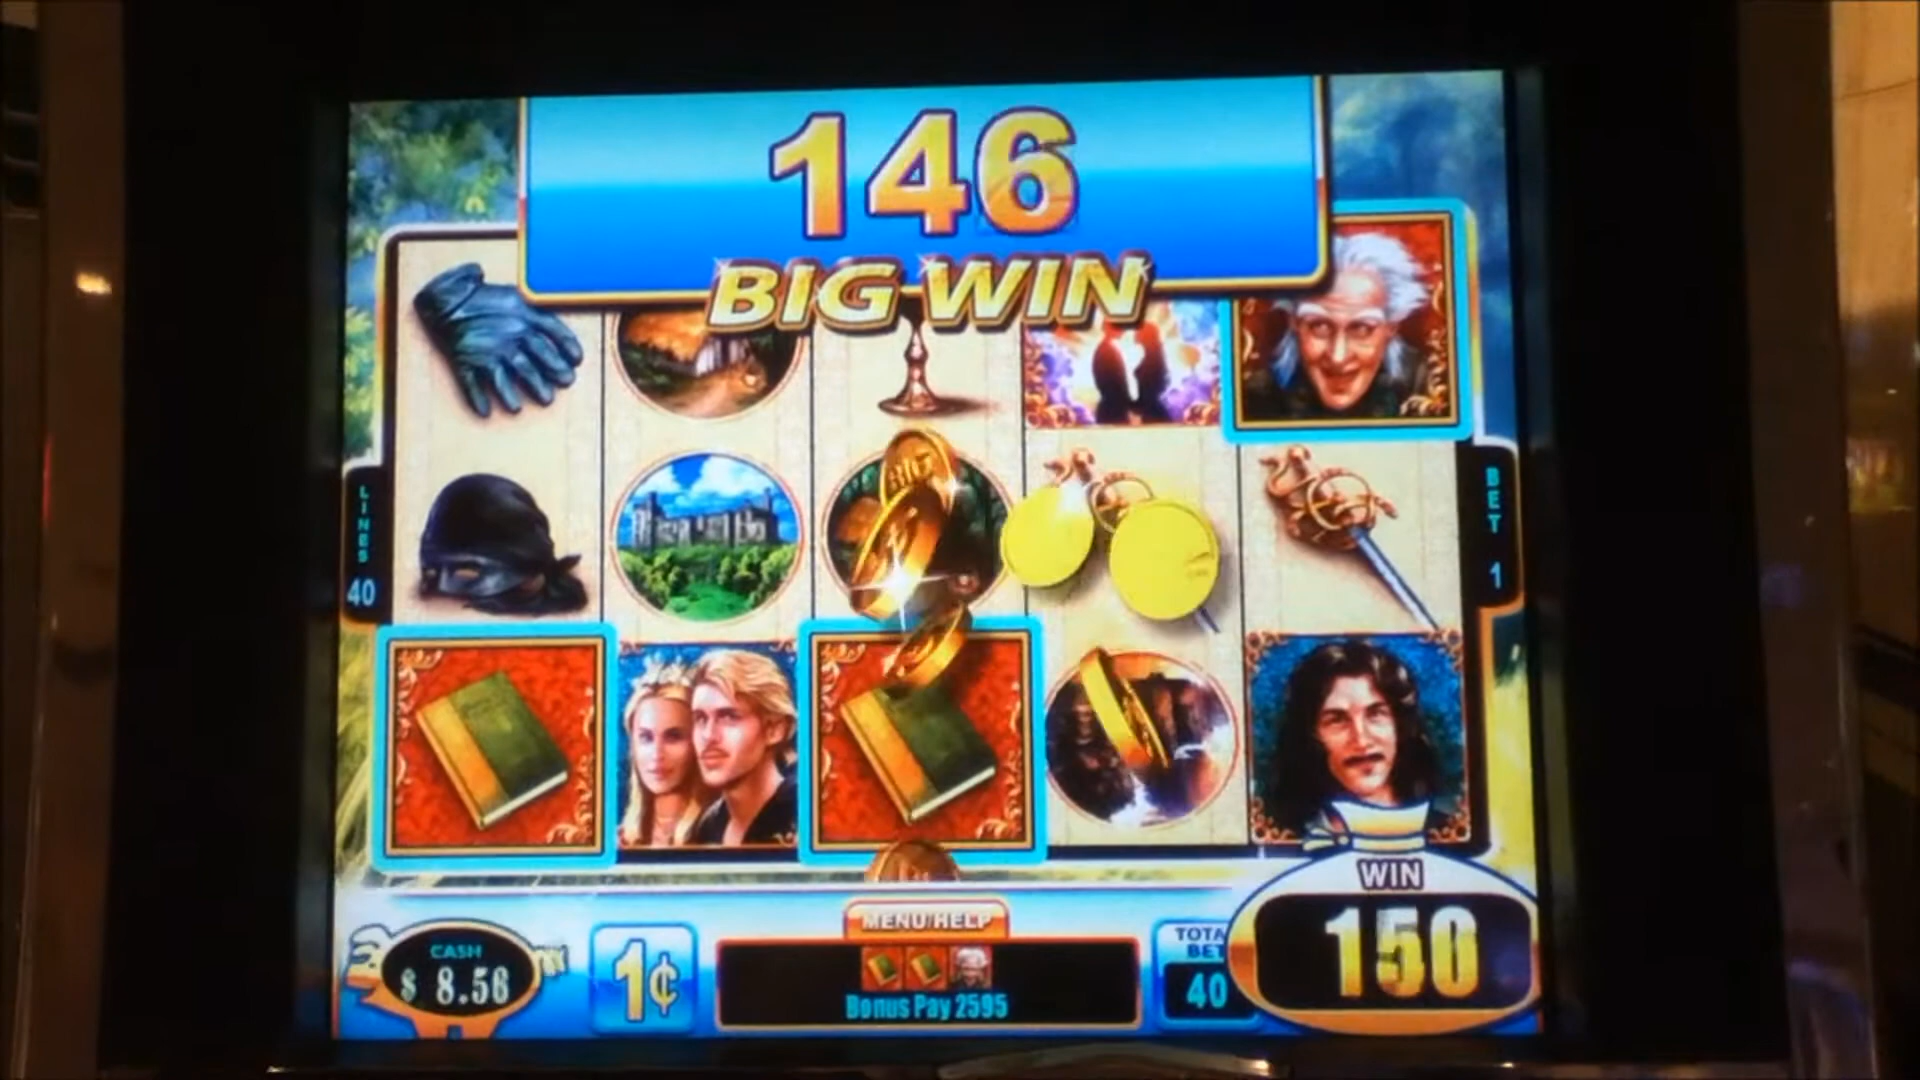 146
BIG WIN
LINES
40
BET
1
WIN
150
MENU/HELP
CASH
$ 8.56
1¢
Bonus Pay 2595
TOTA
BET
40